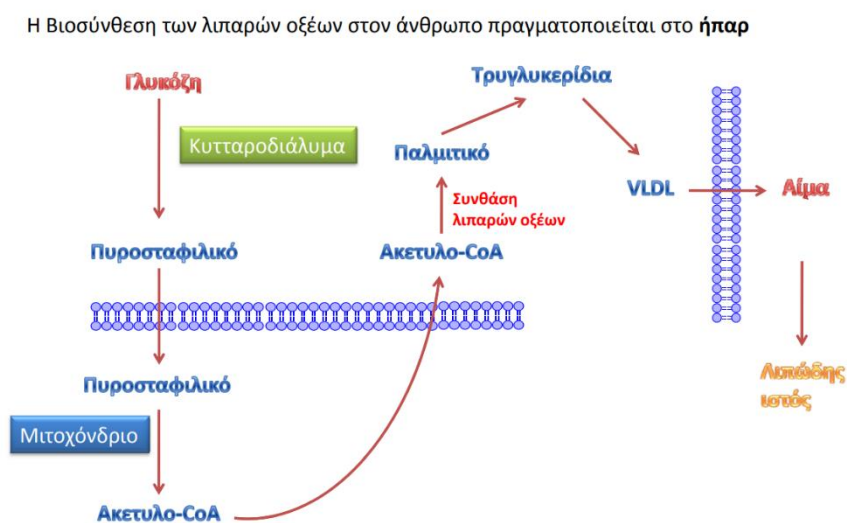 Η Βιοσύνθεση των λιπαρών οξέων στον άνθρωπο πραγματοποιείται στο ήπαρ
Γλυκόζη
Κυτταροδιάλυμα
Πυροσταφιλικό
Πυροσταφιλικό
Μιτοχόνδριο
Ακετυλο-CoA
Ακετυλο-CoA
Συνθάση
λιπαρών οξέων
Παλμιτικό
Τρυγλυκερίδια
VLDL
Αίμα
Λιπώδης
ιστός